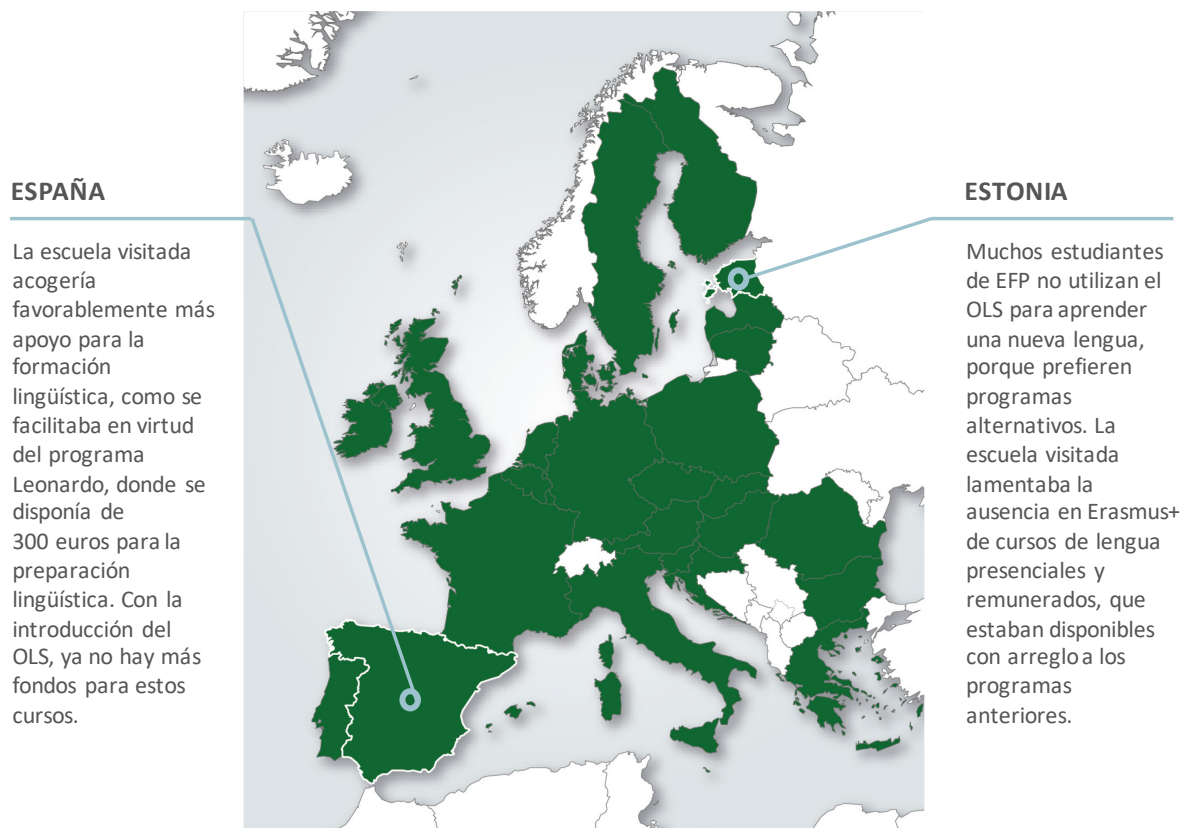 ESPAÑA
La escuela visitada
acogería
favorablemente más
apoyo para la
formación
lingüística, como se
facilitaba en virtud
del programa
Leonardo, donde se
disponía de
300 euros para la
preparación
lingüística. Con la
introducción del
OLS, ya no hay más
fondos para estos
cursos.
ESTONIA
Muchos estudiantes
de EFP no utilizan el
OLS para aprender
una nueva lengua,
porque prefieren
programas
alternativos. La
escuela visitada
lamentaba la
ausencia en Erasmus+
de cursos de lengua
presenciales y
remunerados, que
estaban disponibles
con arreglo a los
programas
anteriores.